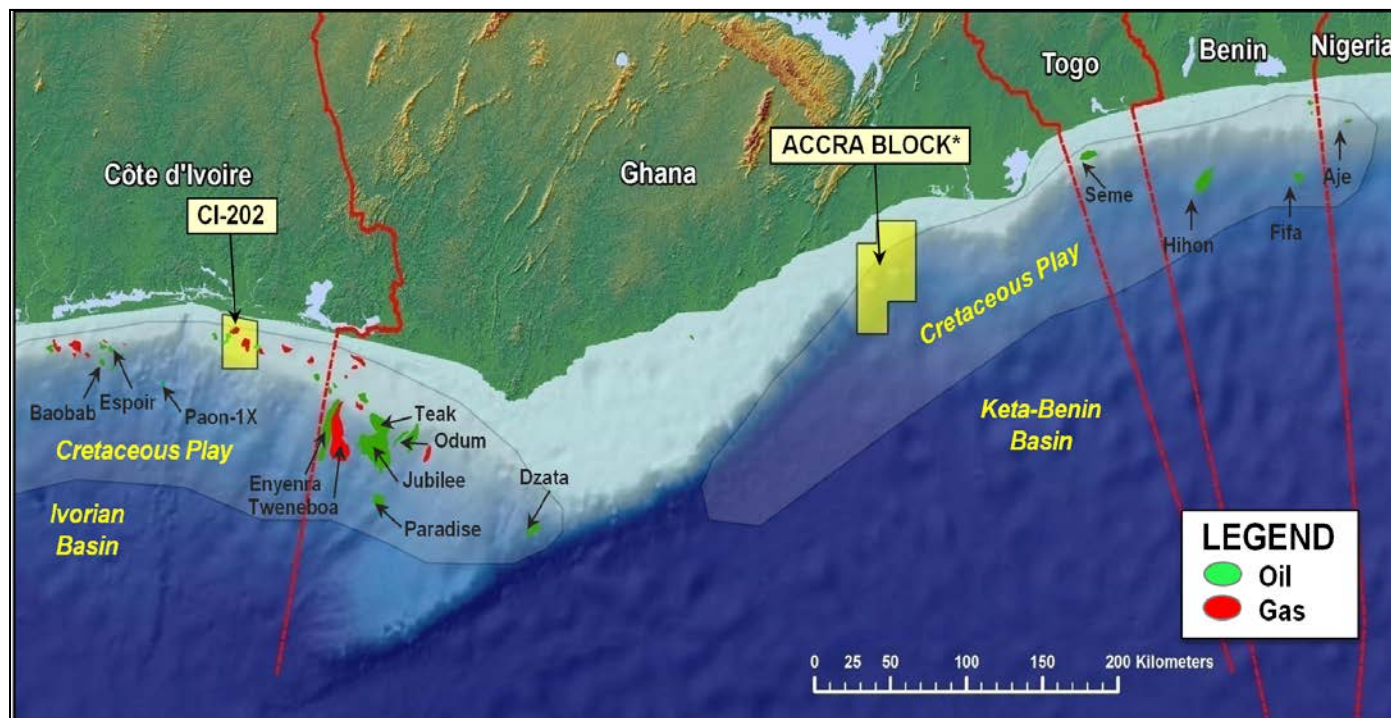 Togo
Benin
Nigeria
ACCRA BLOCK*
Côte d'Ivoire
Ghana
CI-202
Seme
Hihon
Fifa
Aje
Cretaceous Play
Keta-Benin
Basin
Baobab
Espoir
Paon-1X
Cretaceous Play
Ivorian
Basin
Enyenra
Tweneboa
Teak
Odum
Jubilee
Paradise
Dzata
LEGEND
Oil
Gas
0 25 50 100 150 200 Kilometers